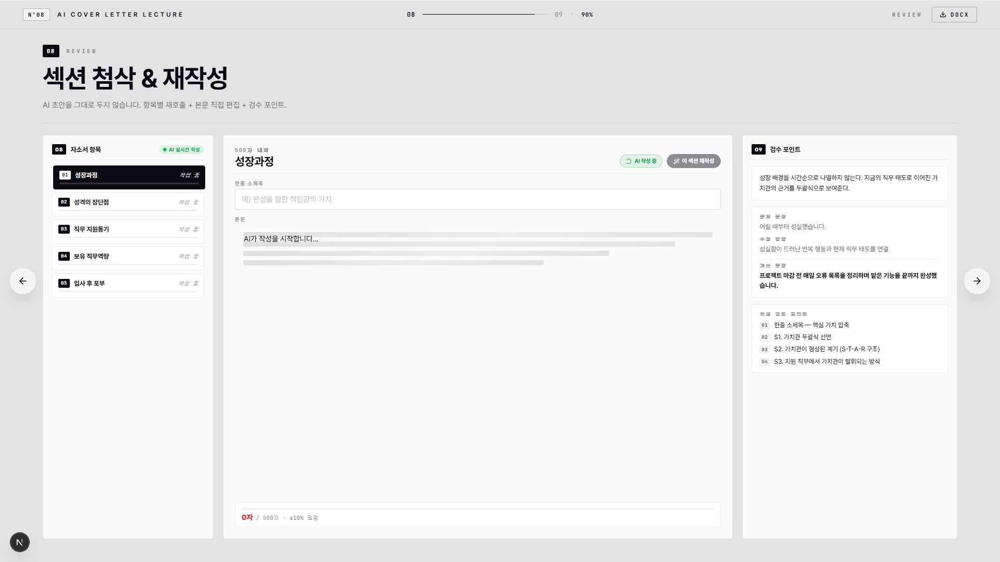 N°08 AI COVER LETTER LECTURE
08 09 · 90%
REVIEW DOCX
08 REVIEW
섹션 첨삭 & 재작성
AI 초안을 그대로 두지 않습니다. 항목별 재호출 + 본문 직접 편집 + 검수 포인트.
08 자소서 항목 AI 실시간 작성
01 성장과정 작성 중
02 성격의 장단점 작성 중
03 직무 지원동기 작성 중
04 보유 직무역량 작성 중
05 입사 후 포부 작성 중
500자 내외
성장과정
AI 작성 중 이 섹션 재작성
한줄 소제목
예) 완성을 향한 책임감의 가치
본문
AI가 작성을 시작합니다...
0자 / 500자 · ±10% 권장
09 검수 포인트
성장 배경을 시간순으로 나열하지 않는다. 지금의 직무 태도로 이어진 가
치관의 근거를 두괄식으로 보여준다.
문제 문장
어릴 때부터 성실했습니다.
수정 방향
성실함이 드러난 반복 행동과 현재 직무 태도를 연결
개선 문장
프로젝트 마감 전 매일 오류 목록을 정리하며 맡은 기능을 끝까지 완성했
습니다.
학생 검토 포인트
01 한줄 소제목 — 핵심 가치 압축
02 S1. 가치관 두괄식 선언
03 S2. 가치관이 형성된 계기 (S-T-A-R 구조)
04 S3. 지원 직무에서 가치관이 발휘되는 방식
N